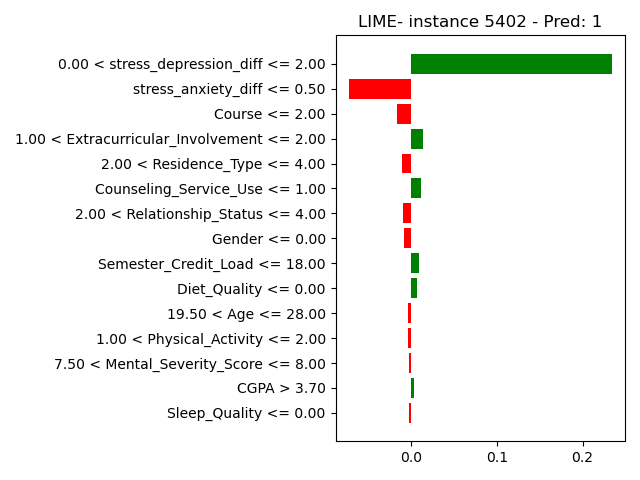 LIME- instance 5402 - Pred: 1
0.00 < stress_depression_diff <= 2.00
stress_anxiety_diff <= 0.50
Course <= 2.00
1.00 < Extracurricular_Involvement <= 2.00
2.00 < Residence_Type <= 4.00
Counseling_Service_Use <= 1.00
2.00 < Relationship_Status <= 4.00
Gender <= 0.00
Semester_Credit_Load <= 18.00
Diet_Quality <= 0.00
19.50 < Age <= 28.00
1.00 < Physical_Activity <= 2.00
7.50 < Mental_Severity_Score <= 8.00
CGPA > 3.70
Sleep_Quality <= 0.00
0.0 0.1 0.2